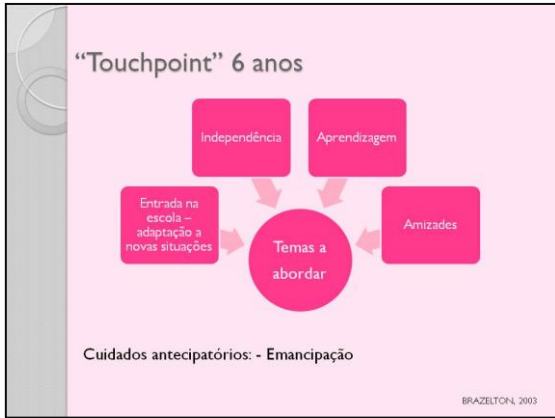 “Touchpoint” 6 anos
Independência
Aprendizagem
Entrada na
escola –
adaptação a
novas situações
Amizades
Temas a
abordar
Cuidados antecipatórios: - Emancipação
BRAZELTON, 2003